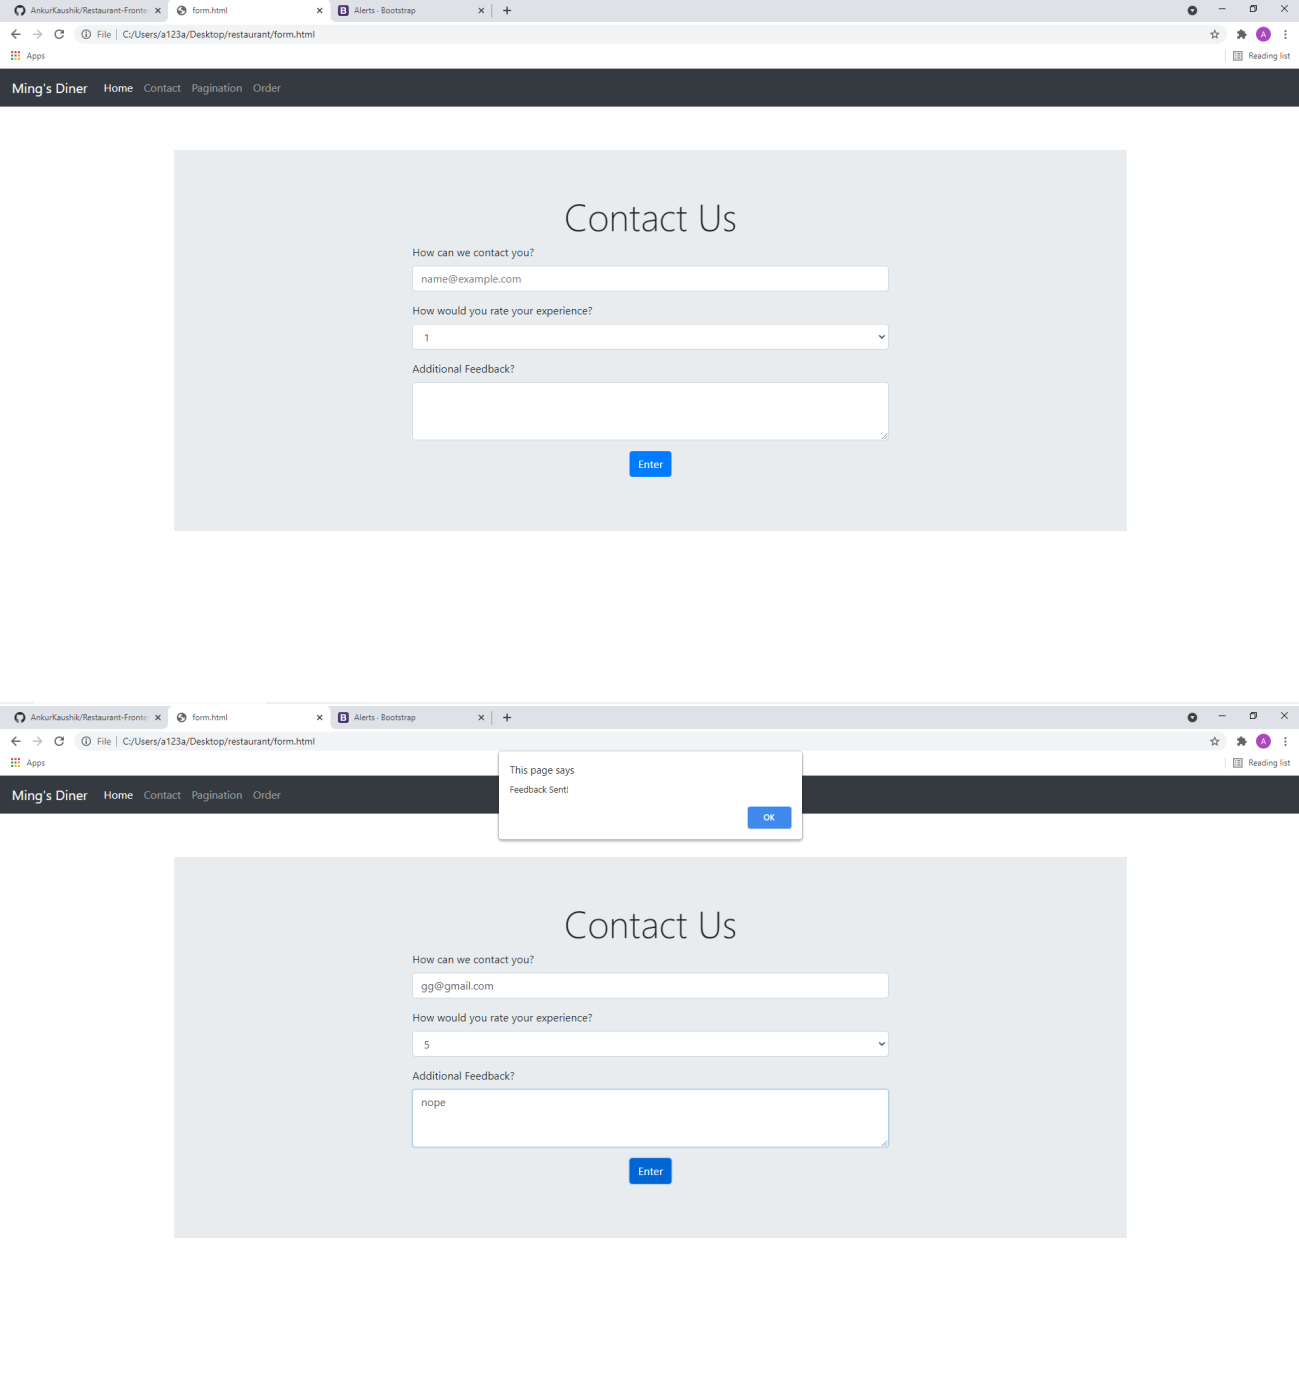 AnkurKaushik/Restaurant-Fronte
form.html
Alerts · Bootstrap
File
C:/Users/a123a/Desktop/restaurant/form.html
A
Apps
Reading list
Ming's Diner Home Contact Pagination Order
Contact Us
How can we contact you?
name@example.com
How would you rate your experience?
1
Additional Feedback?
Enter
AnkurKaushik/Restaurant-Fronte
form.html
B Alerts · Bootstrap
File
C:/Users/a123a/Desktop/restaurant/form.html
A
Apps
Reading list
This page says
Feedback Sent!
OK
Ming's Diner Home Contact Pagination Order
Contact Us
How can we contact you?
gg@gmail.com
How would you rate your experience?
5
Additional Feedback?
nope
Enter